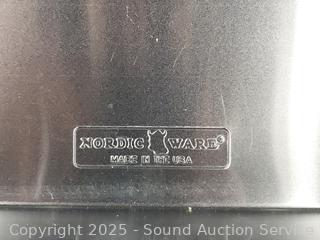 NORDIC WARE®
MADE IN THE USA
Copyright © 2025 - Sound Auction Service